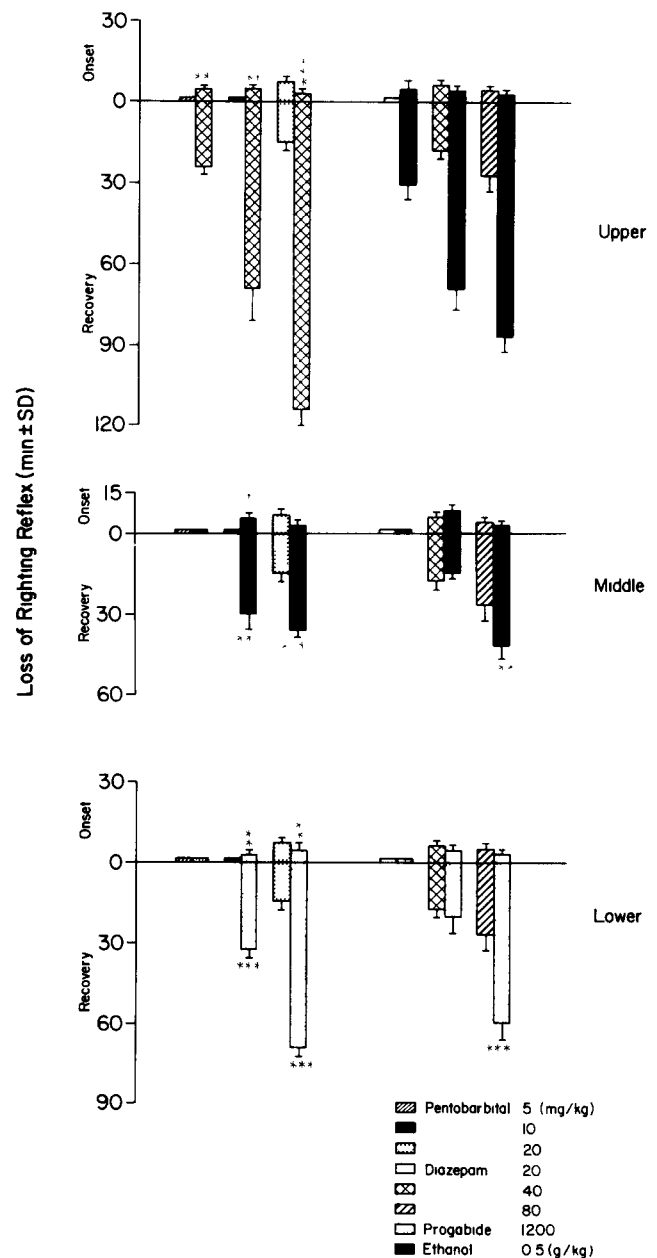 30
Onset
0
30
60
90
120
Recovery
Upper
Loss of Righting Reflex (min ± SD)
15
Onset
0
30
60
Recovery
Middle
**
**
30
Onset
0
30
60
90
Recovery
Lower
***
***
***
Pentobarbital 5 (mg/kg)
10
20
Diazepam 20
40
80
Progabide 1200
Ethanol 0 5 (g/kg)